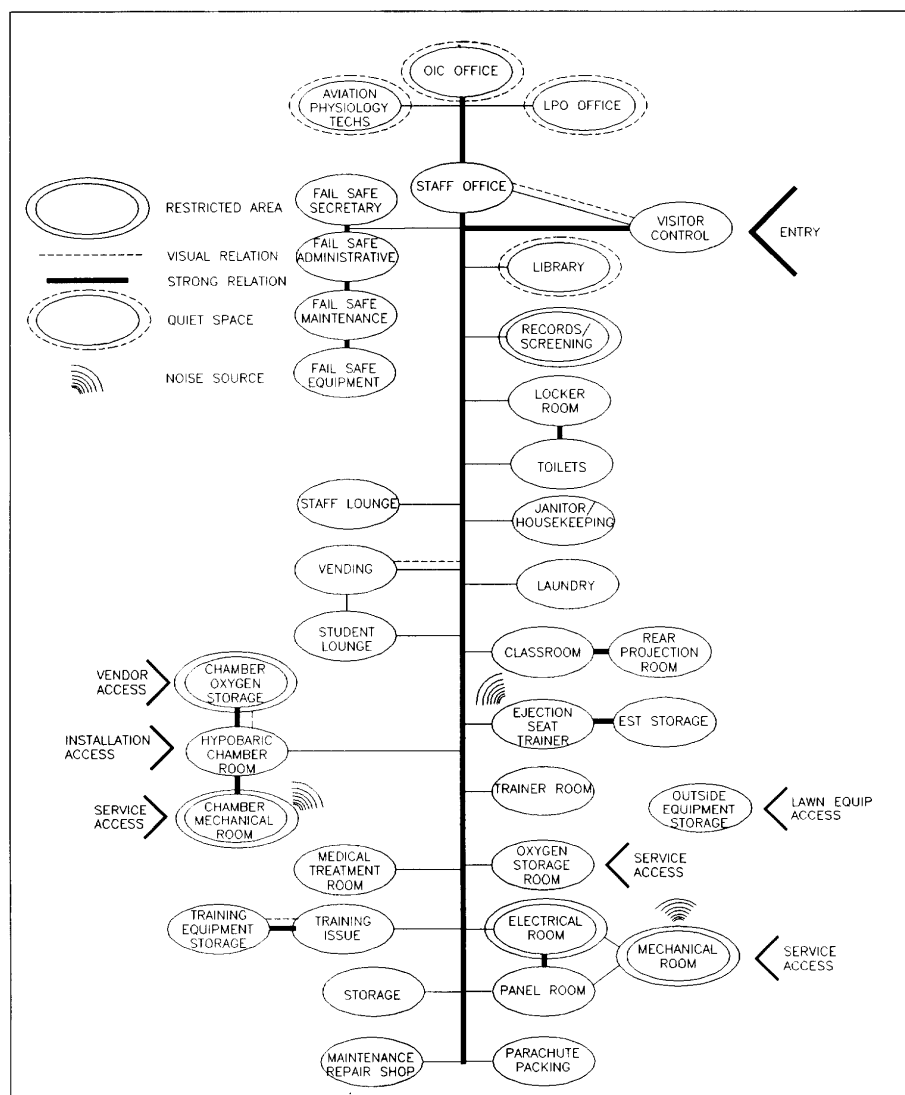 OIC OFFICE
AVIATION
PHYSIOLOGY
TECHS
LPO OFFICE
STAFF OFFICE
FAIL SAFE
SECRETARY
RESTRICTED AREA
VISITOR
CONTROL
ENTRY
FAIL SAFE
ADMINISTRATIVE
VISUAL RELATION
STRONG RELATION
LIBRARY
QUIET SPACE
FAIL SAFE
MAINTENANCE
RECORDS/
SCREENING
NOISE SOURCE
FAIL SAFE
EQUIPMENT
LOCKER
ROOM
TOILETS
STAFF LOUNGE
JANITOR/
HOUSEKEEPING
VENDING
LAUNDRY
STUDENT
LOUNGE
CLASSROOM
REAR
PROJECTION
ROOM
VENDOR
ACCESS
CHAMBER
OXYGEN
STORAGE
EJECTION
SEAT
TRAINER
EST STORAGE
INSTALLATION
ACCESS
HYPOBARIC
CHAMBER
ROOM
TRAINER ROOM
SERVICE
ACCESS
CHAMBER
MECHANICAL
ROOM
OUTSIDE
EQUIPMENT
STORAGE
LAWN EQUIP
ACCESS
MEDICAL
TREATMENT
ROOM
OXYGEN
STORAGE
ROOM
SERVICE
ACCESS
TRAINING
EQUIPMENT
STORAGE
TRAINING
ISSUE
ELECTRICAL
ROOM
MECHANICAL
ROOM
SERVICE
ACCESS
STORAGE
PANEL ROOM
MAINTENANCE
REPAIR SHOP
PARACHUTE
PACKING